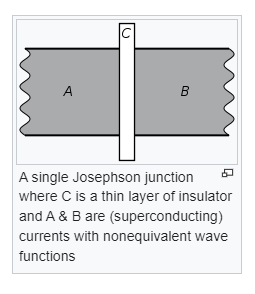 C
A
B
A single Josephson junction
where C is a thin layer of insulator
and A & B are (superconducting)
currents with nonequivalent wave
functions